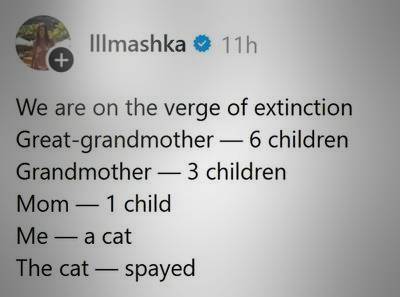 lllmashka 11h
We are on the verge of extinction
Great-grandmother — 6 children
Grandmother — 3 children
Mom — 1 child
Me — a cat
The cat — spayed